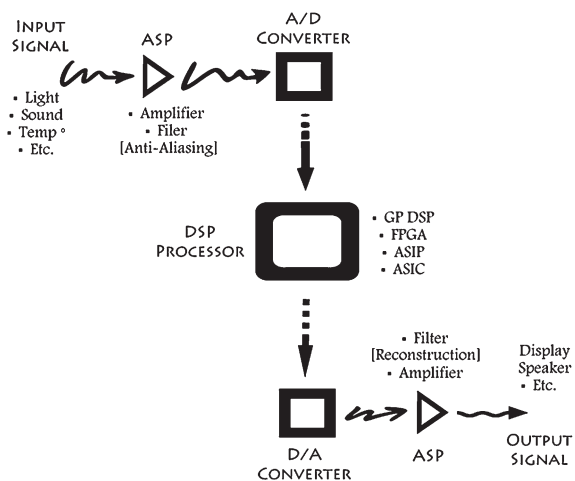 INPUT
SIGNAL
▪ Light
▪ Sound
▪ Temp °
▪ Etc.
ASP
▪ Amplifier
▪ Filer
[Anti-Aliasing]
A/D
CONVERTER
DSP
PROCESSOR
▪ GP DSP
▪ FPGA
▪ ASIP
▪ ASIC
D/A
CONVERTER
▪ Filter
[Reconstruction]
▪ Amplifier
ASP
Display
Speaker
▪ Etc.
OUTPUT
SIGNAL